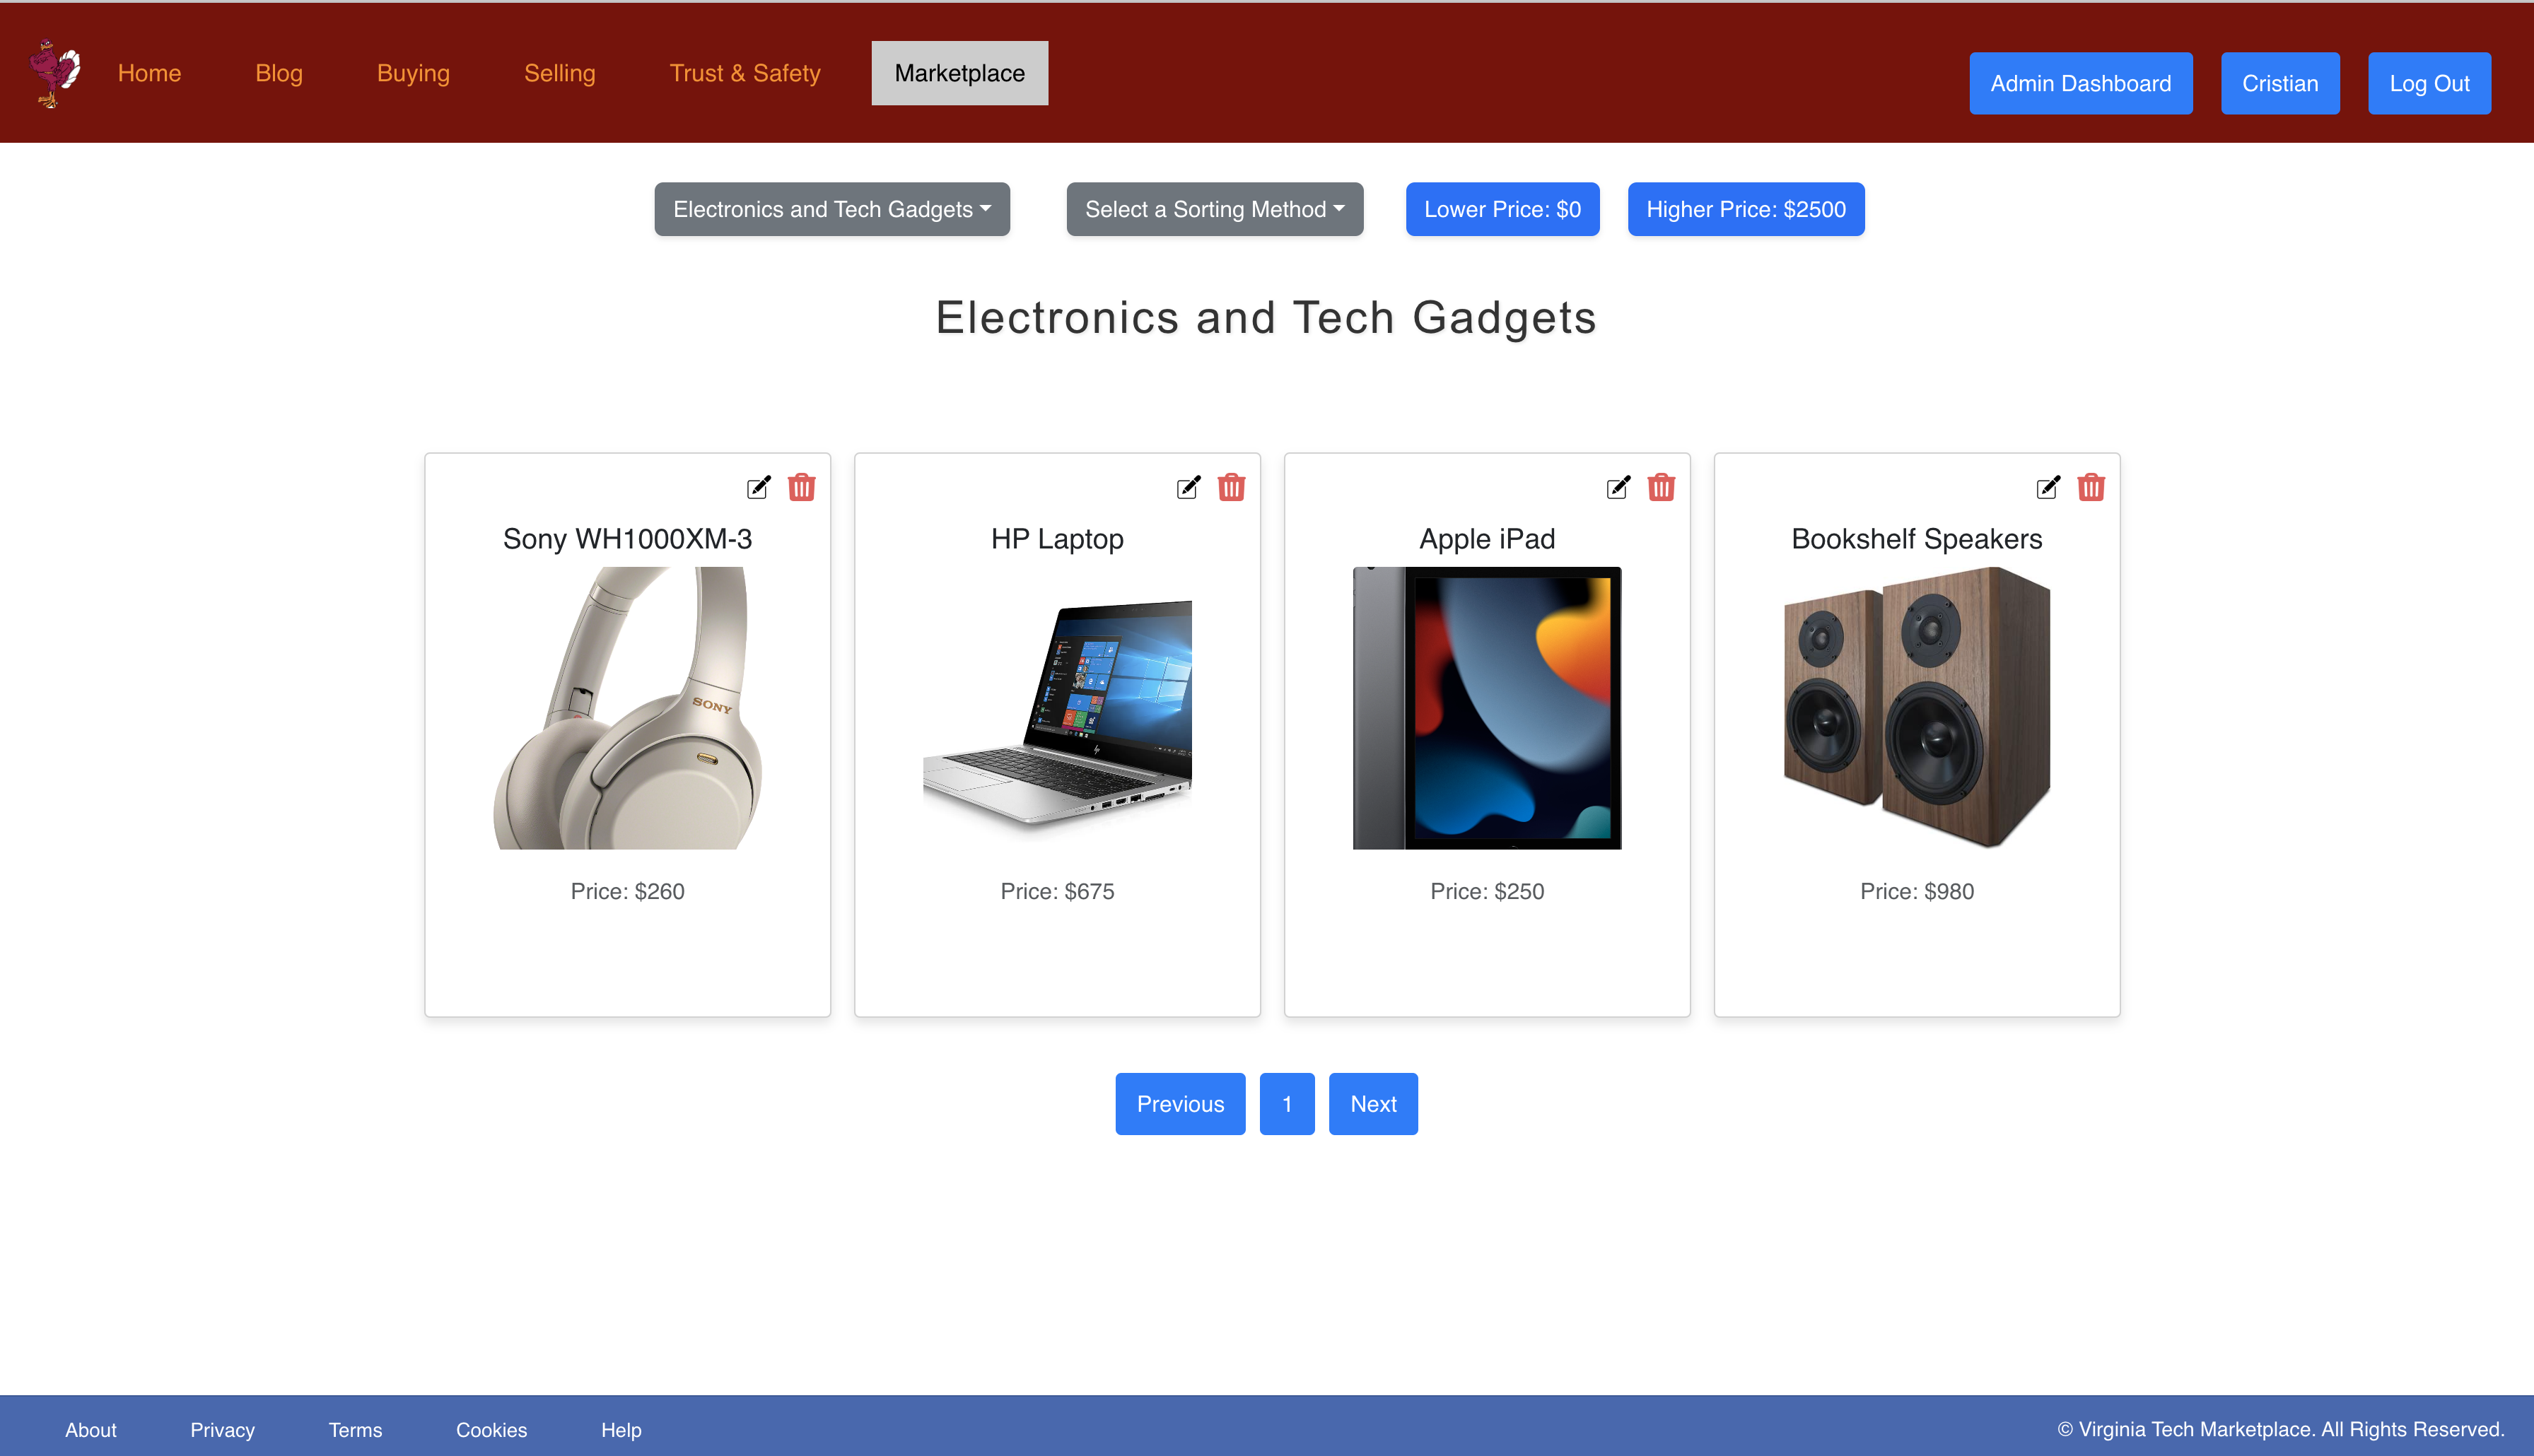 Home Blog Buying Selling Trust & Safety Marketplace Admin Dashboard Cristian Log Out
Electronics and Tech Gadgets Select a Sorting Method Lower Price: $0 Higher Price: $2500
Electronics and Tech Gadgets
Sony WH1000XM-3
SONY
Price: $260
HP Laptop
Price: $675
Apple iPad
Price: $250
Bookshelf Speakers
Price: $980
Previous 1 Next
About Privacy Terms Cookies Help © Virginia Tech Marketplace. All Rights Reserved.